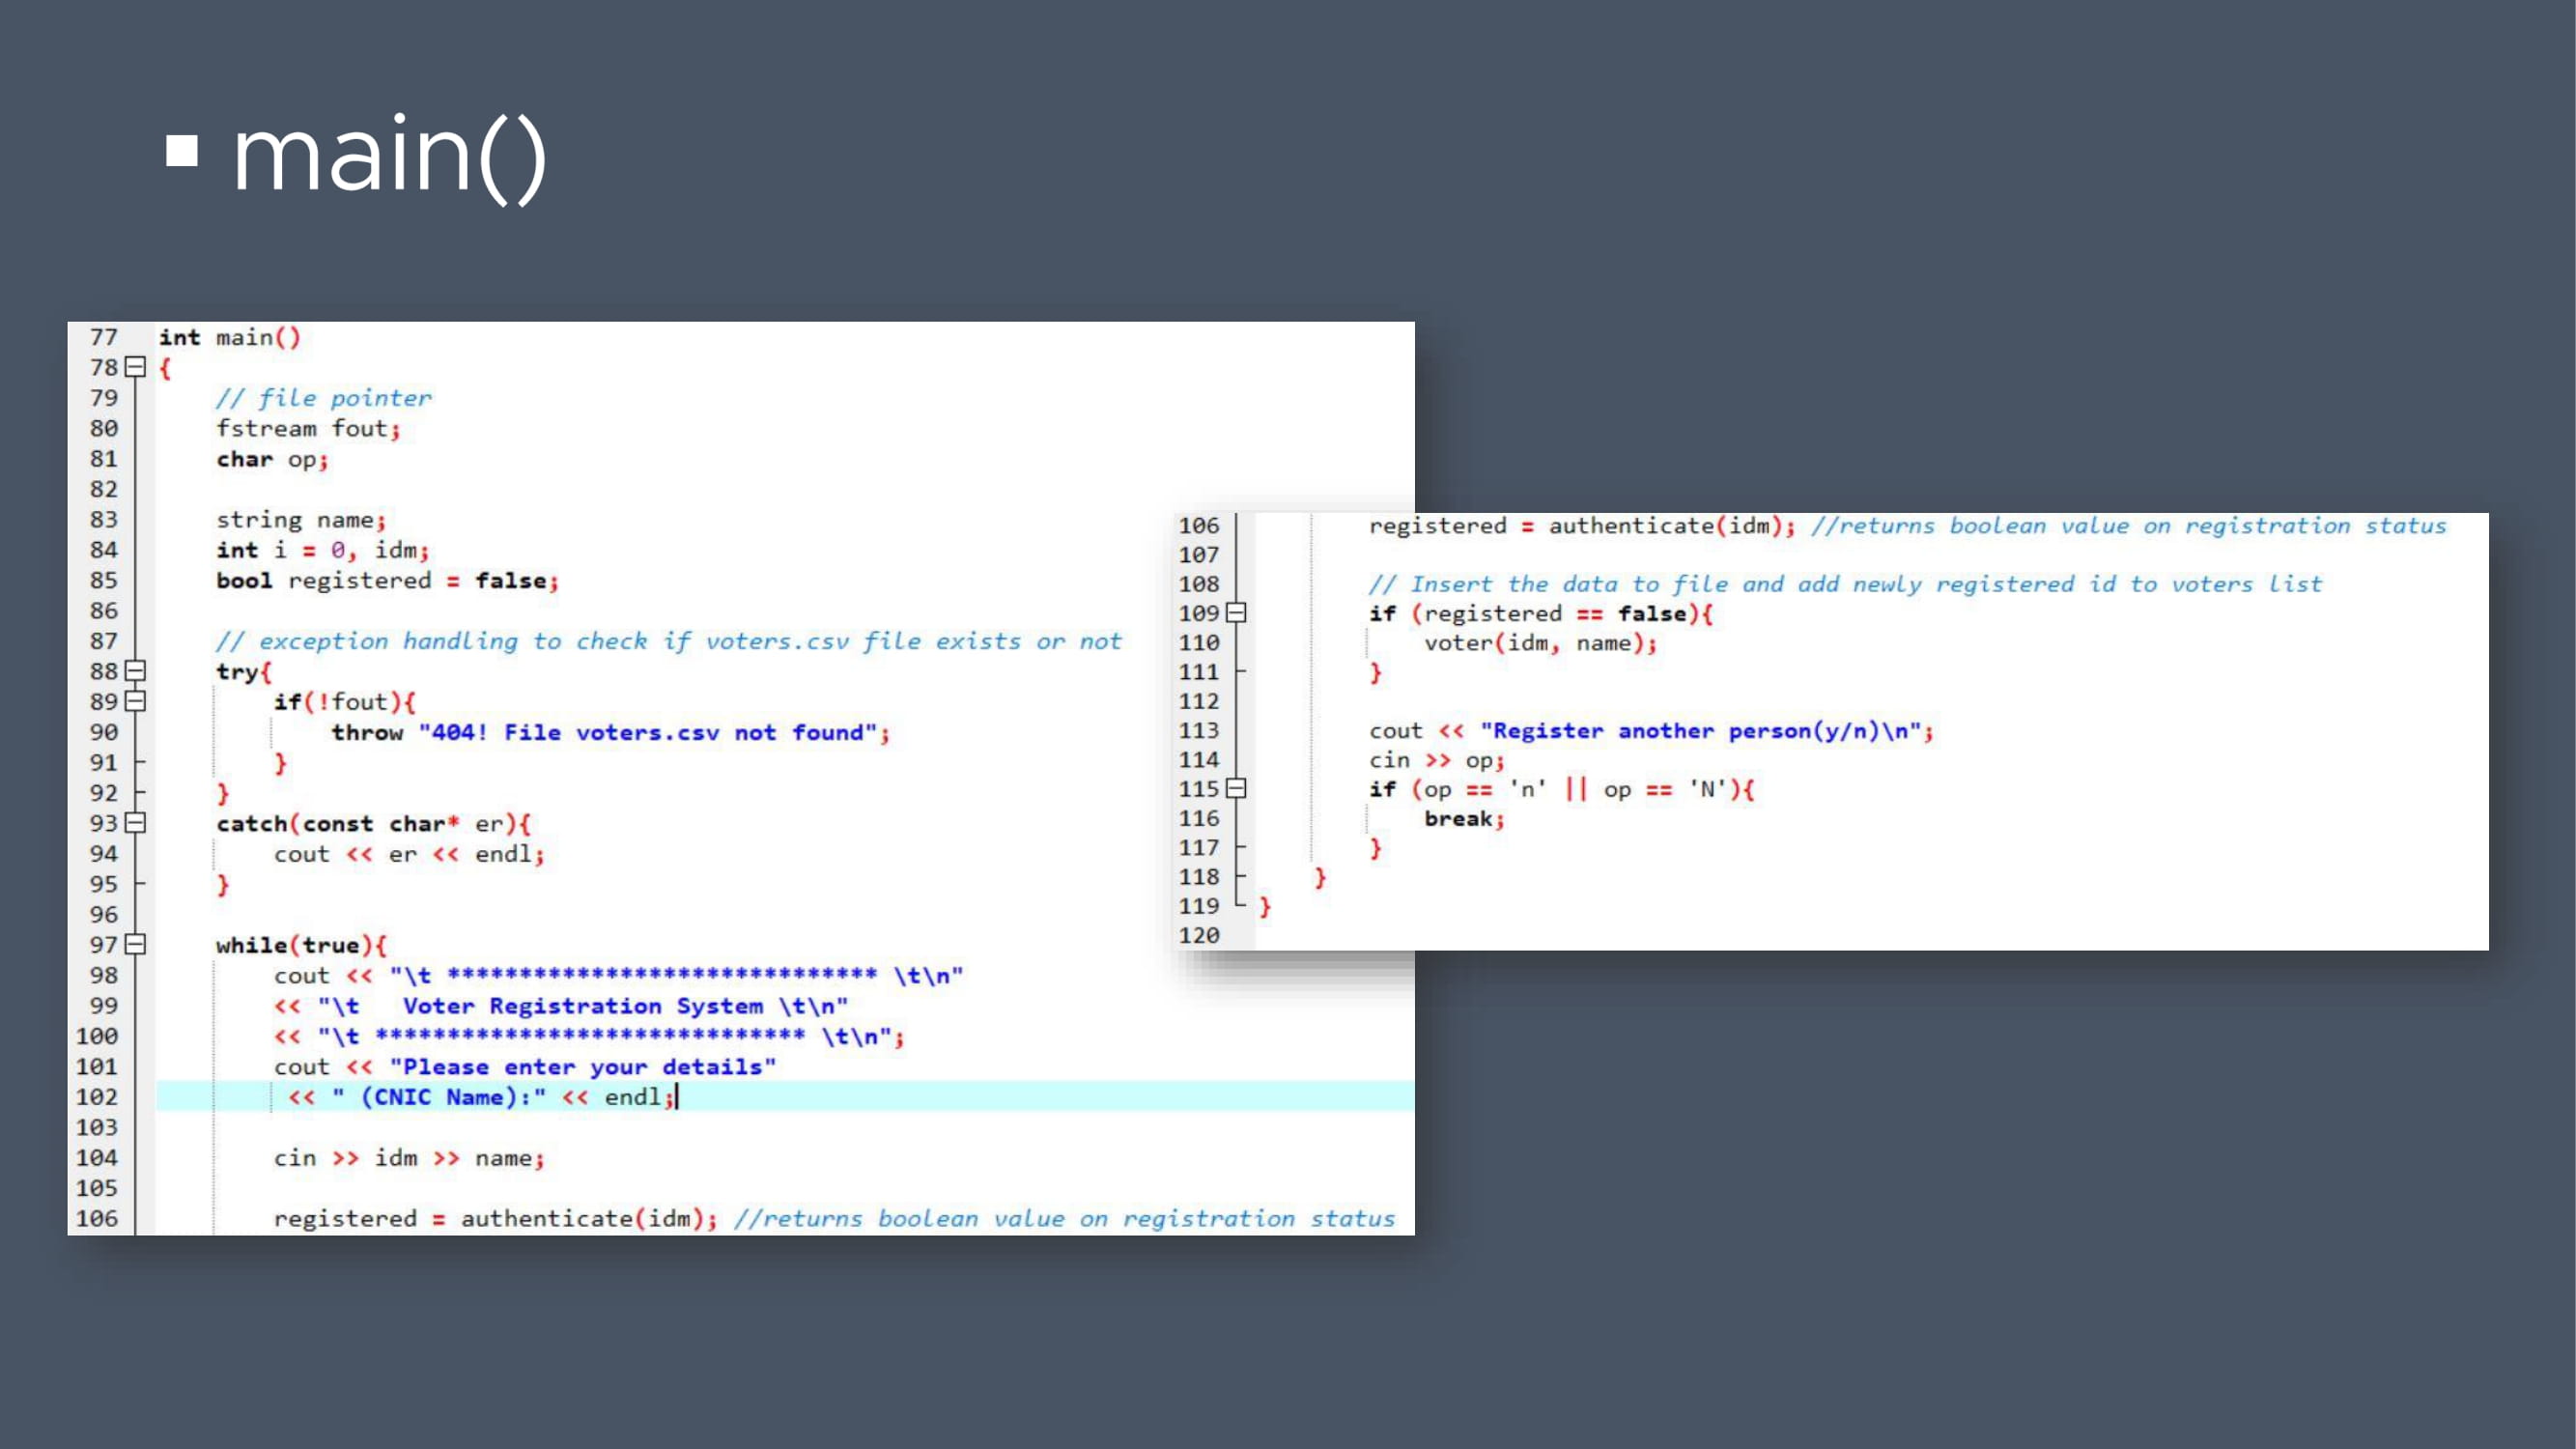 ▪ main()
77 int main()
78 {
79 // file pointer
80 fstream fout;
81 char op;
82
83 string name;
84 int i = 0, idm;
85 bool registered = false;
86
87 // exception handling to check if voters.csv file exists or not
88 try{
89 if(!fout){
90 throw "404! File voters.csv not found";
91 }
92 }
93 catch(const char* er){
94 cout << er << endl;
95 }
96
97 while(true){
98 cout << "\t ****************************** \t\n"
99 << "\t   Voter Registration System \t\n"
100 << "\t ****************************** \t\n";
101 cout << "Please enter your details"
102 << " (CNIC Name):" << endl;
103
104 cin >> idm >> name;
105
106 registered = authenticate(idm); //returns boolean value on registration status
106 registered = authenticate(idm); //returns boolean value on registration status
107
108 // Insert the data to file and add newly registered id to voters list
109 if (registered == false){
110 voter(idm, name);
111 }
112
113 cout << "Register another person(y/n)\n";
114 cin >> op;
115 if (op == 'n' || op == 'N'){
116 break;
117 }
118 }
119 }
120